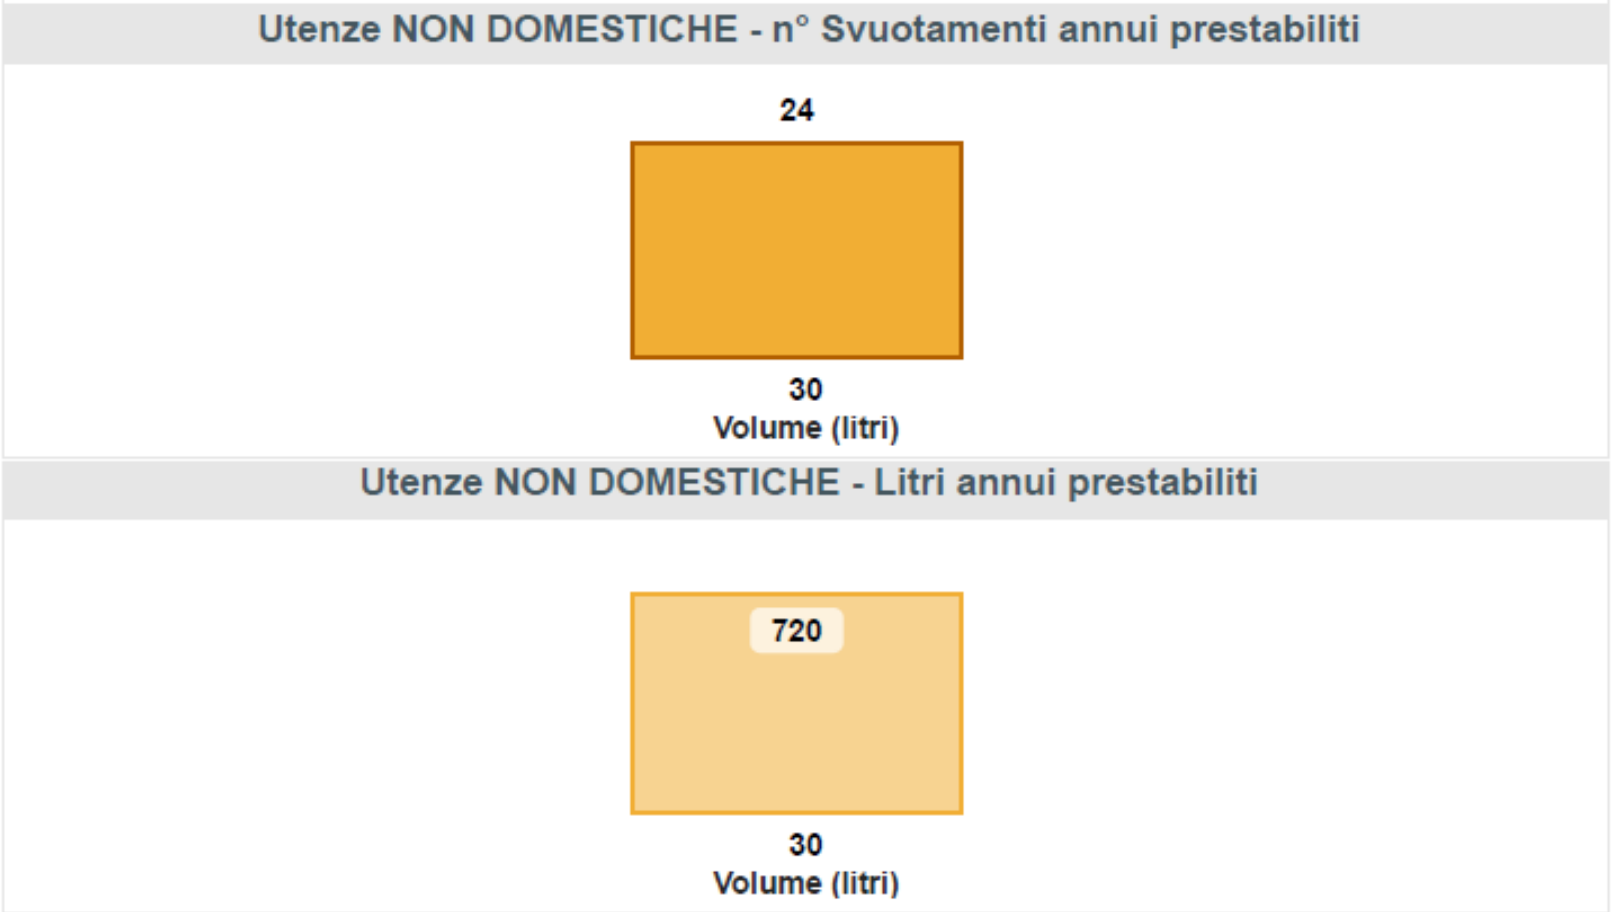 Utenze NON DOMESTICHE - n° Svuotamenti annui prestabiliti
24
30
Volume (litri)
Utenze NON DOMESTICHE - Litri annui prestabiliti
720
30
Volume (litri)